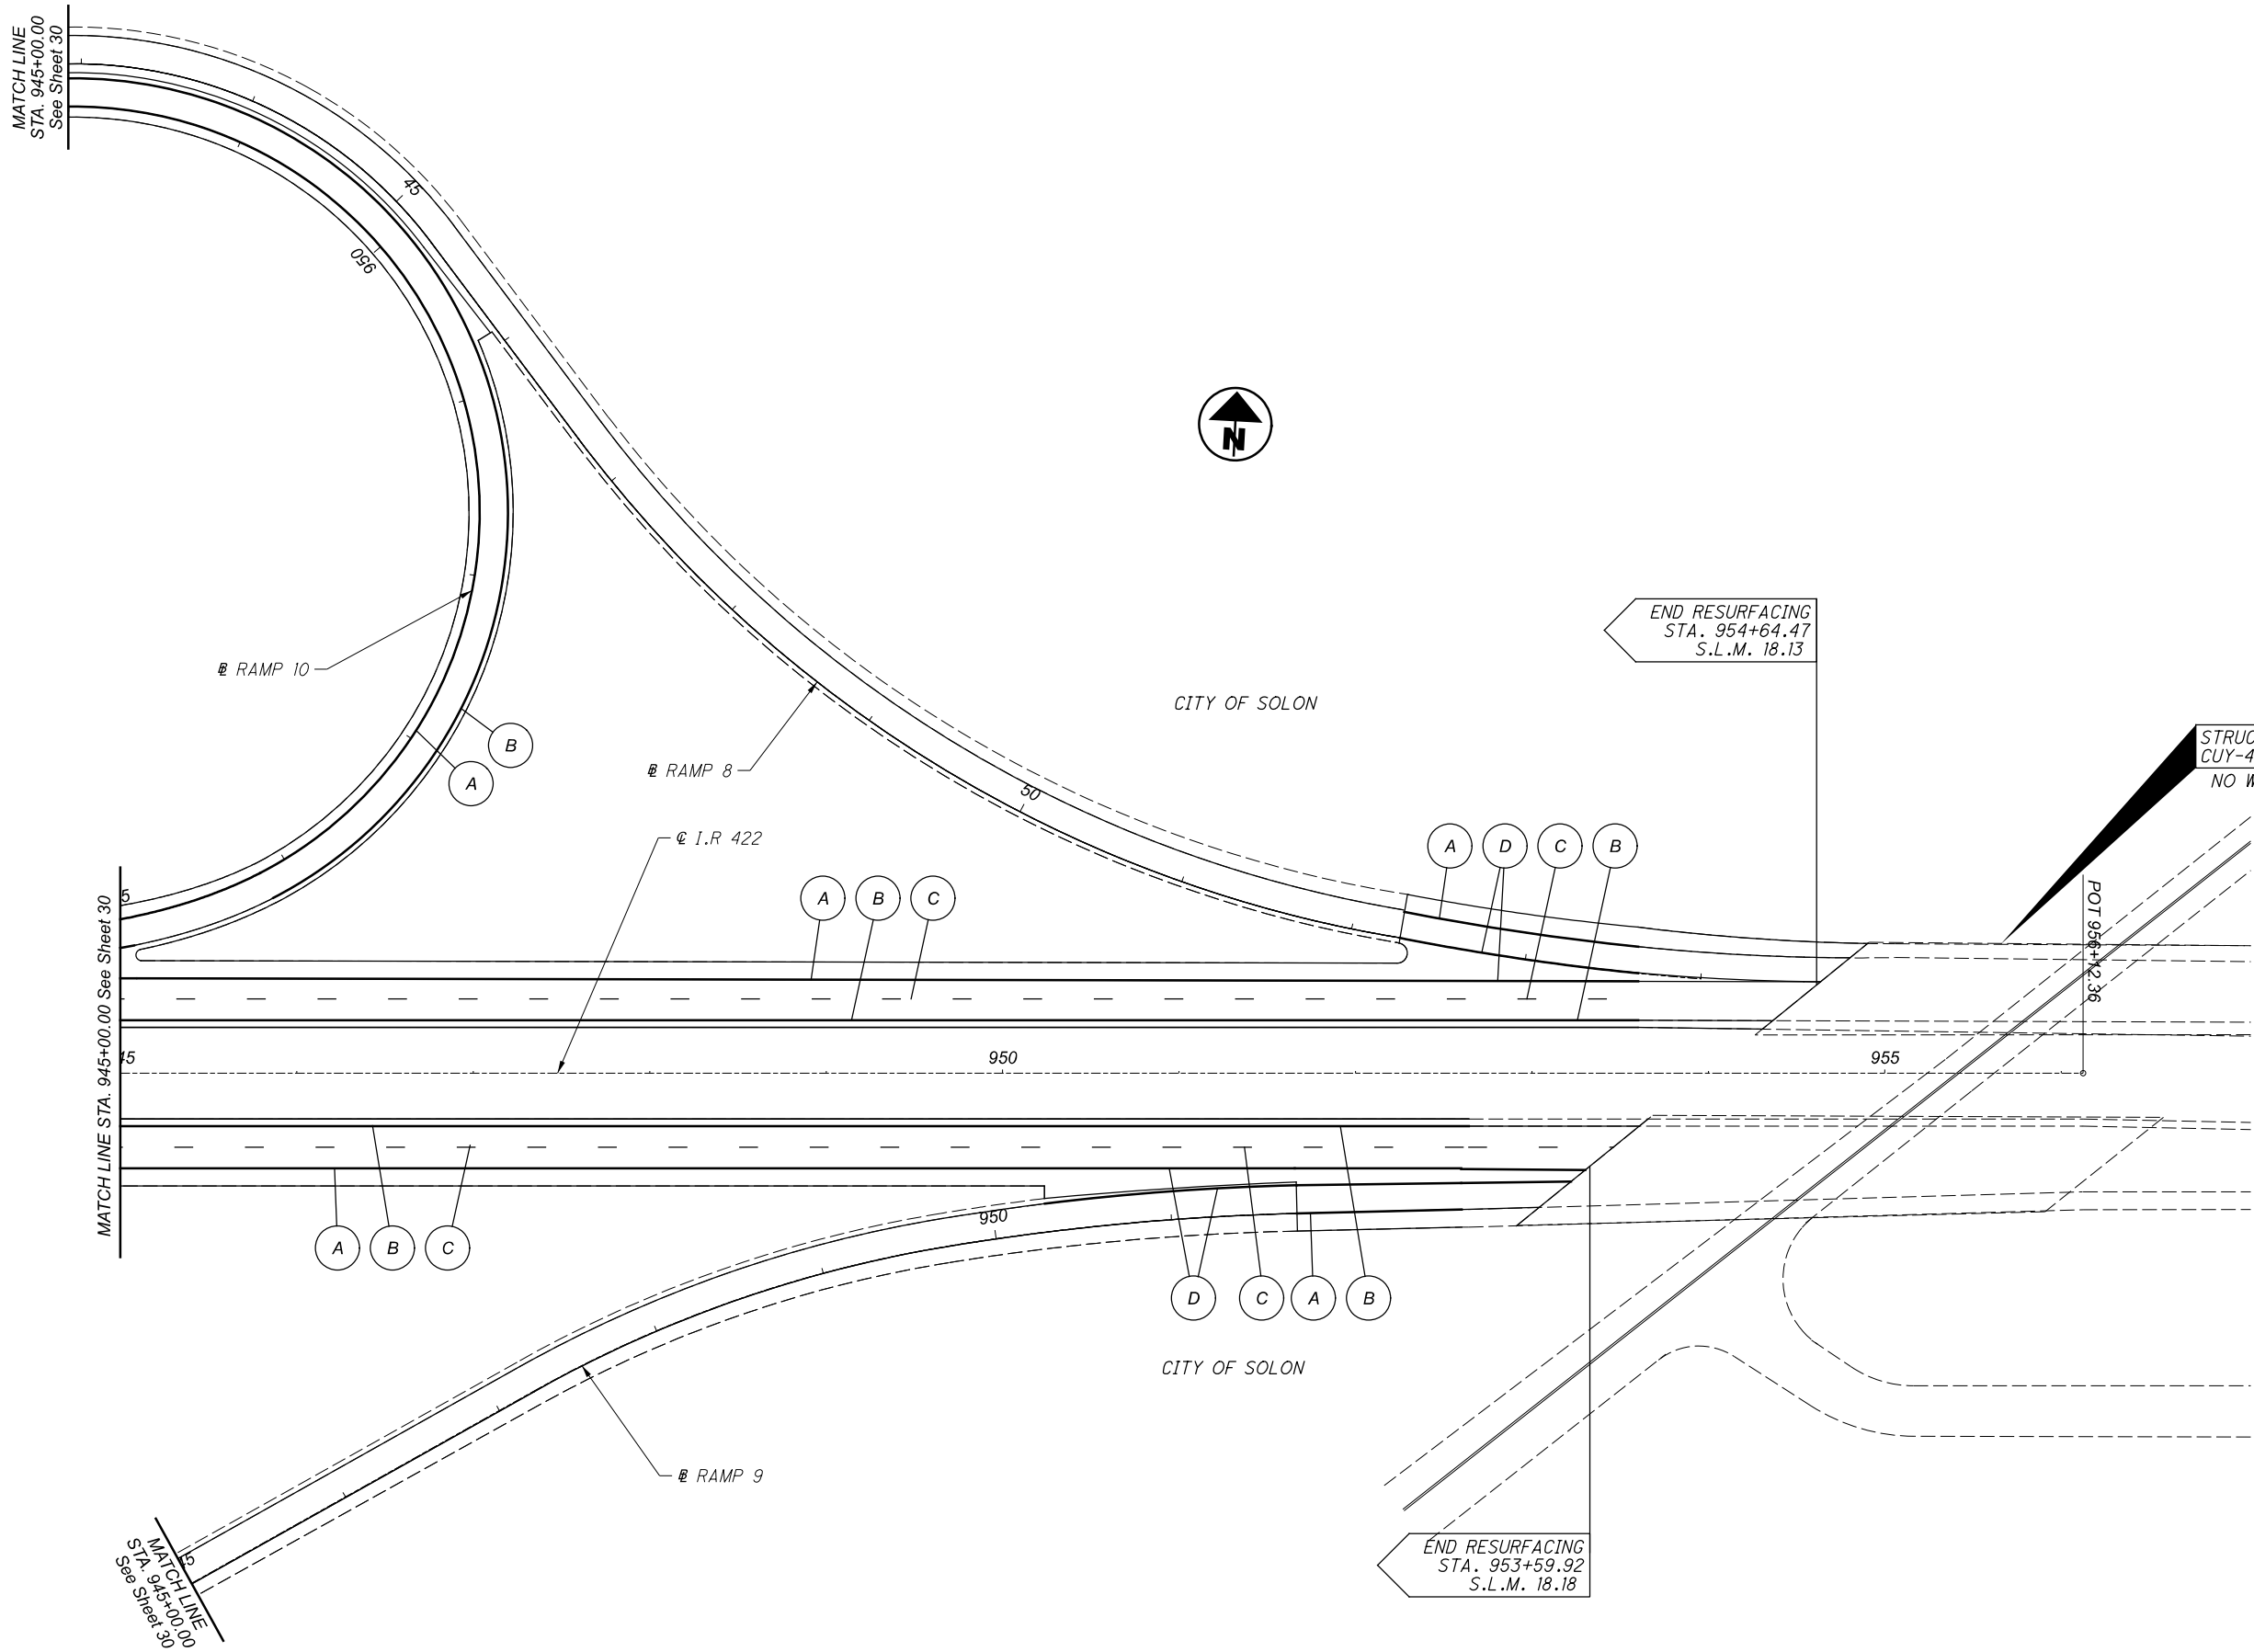 MATCH LINE
STA. 945+00.00
See Sheet 30
45
950
N
END RESURFACING
STA. 954+64.47
S.L.M. 18.13
℄ RAMP 10
CITY OF SOLON
STRUC
CUY-4
NO W
B
A
℄ RAMP 8
50
℄ I.R 422
A D C B
A B C
5
POT 956+12.36
MATCH LINE STA. 945+00.00 See Sheet 30
45
950
955
950
A B C
D C A B
CITY OF SOLON
℄ RAMP 9
END RESURFACING
STA. 953+59.92
S.L.M. 18.18
MATCH LINE
STA. 945+00.00
See Sheet 30